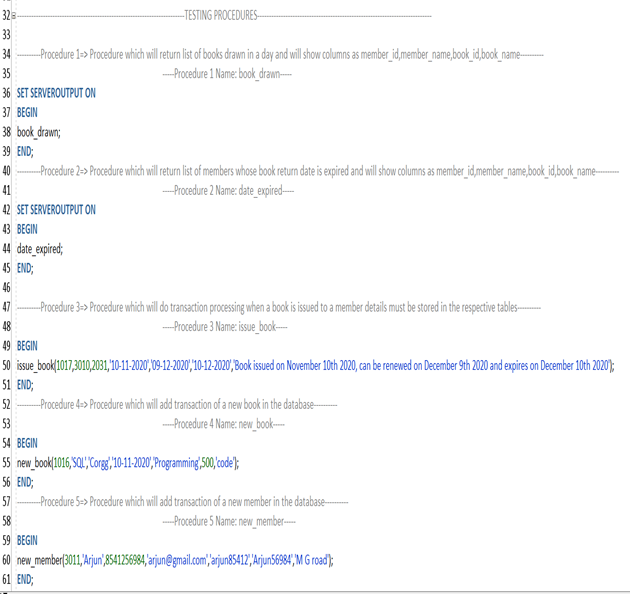 32 ------------------------------------------------TESTING PROCEDURES--------------------------------------------------
33
34 ----------Procedure 1=> Procedure which will return list of books drawn in a day and will show columns as member_id,member_name,book_id,book_name----------
35 -----Procedure 1 Name: book_drawn-----
36 SET SERVEROUTPUT ON
37 BEGIN
38 book_drawn;
39 END;
40 ----------Procedure 2=> Procedure which will return list of members whose book return date is expired and will show columns as member_id,member_name,book_id,book_name----------
41 -----Procedure 2 Name: date_expired-----
42 SET SERVEROUTPUT ON
43 BEGIN
44 date_expired;
45 END;
46
47 ----------Procedure 3=> Procedure which will do transaction processing when a book is issued to a member details must be stored in the respective tables----------
48 -----Procedure 3 Name: issue_book-----
49 BEGIN
50 issue_book(1017,3010,2031,'10-11-2020','09-12-2020','10-12-2020','Book issued on November 10th 2020, can be renewed on December 9th 2020 and expires on December 10th 2020');
51 END;
52 ----------Procedure 4=> Procedure which will add transaction of a new book in the database----------
53 -----Procedure 4 Name: new_book-----
54 BEGIN
55 new_book(1016,'SQL','Corgg','10-11-2020','Programming',500,'code');
56 END;
57 ----------Procedure 5=> Procedure which will add transaction of a new member in the database----------
58 -----Procedure 5 Name: new_member-----
59 BEGIN
60 new_member(3011,'Arjun',8541256984,'arjun@gmail.com','arjun85412','Arjun56984','M G road');
61 END;